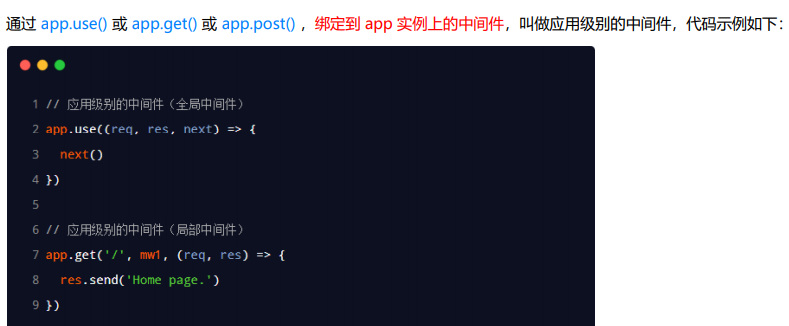 通过 app.use() 或 app.get() 或 app.post() ，绑定到 app 实例上的中间件，叫做应用级别的中间件，代码示例如下：
1 // 应用级别的中间件（全局中间件）
2 app.use((req, res, next) => {
3   next()
4 })
5
6 // 应用级别的中间件（局部中间件）
7 app.get('/', mw1, (req, res) => {
8   res.send('Home page.')
9 })